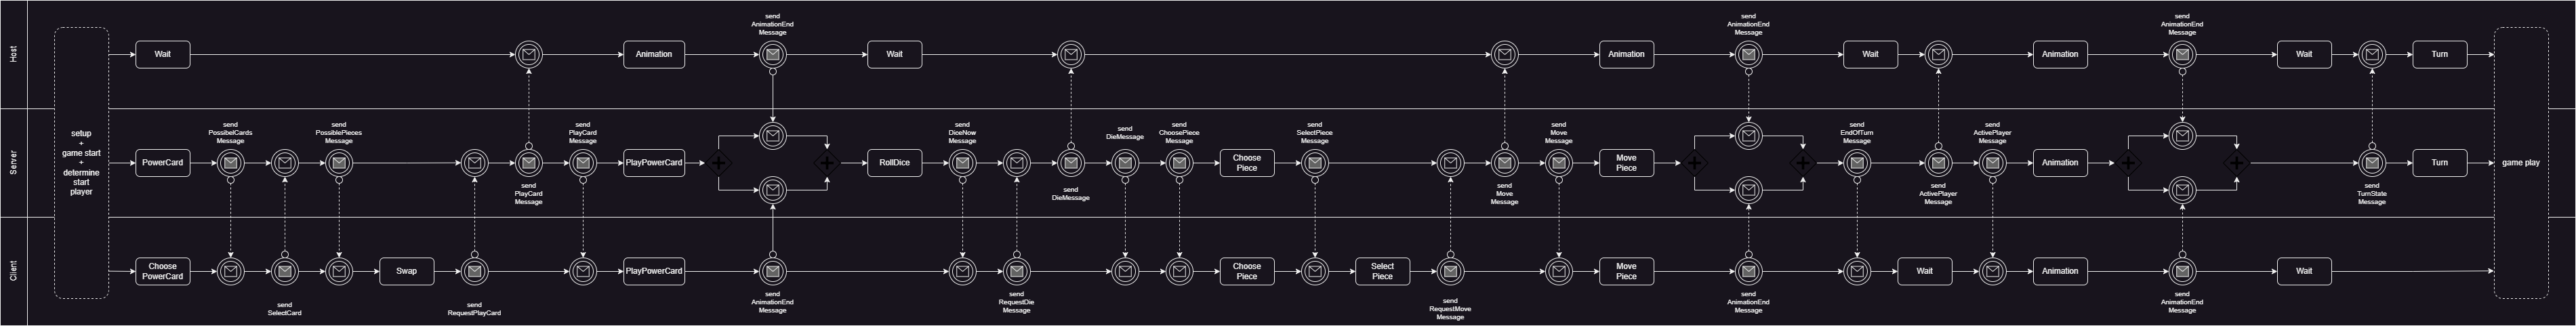 Host
send
AnimationEnd
Message
send
AnimationEnd
Message
send
AnimationEnd
Message
Wait
Animation
Wait
Animation
Wait
Animation
Wait
Turn
setup
+
game start
+
determine
start
player
game play
Server
send
PossibelCards
Message
send
PossiblePieces
Message
send
PlayCard
Message
send
DiceNow
Message
send
DieMessage
send
ChoosePiece
Message
send
SelectPiece
Message
send
Move
Message
send
EndOfTurn
Message
send
ActivePlayer
Message
PowerCard
PlayPowerCard
RollDice
Choose
Piece
Move
Piece
Animation
Turn
send
PlayCard
Message
send
DieMessage
send
Move
Message
send
ActivePlayer
Message
send
TurnState
Message
Client
Choose
PowerCard
Swap
PlayPowerCard
Choose
Piece
Select
Piece
Move
Piece
Wait
Animation
Wait
send
SelectCard
send
RequestPlayCard
send
AnimationEnd
Message
send
RequestDie
Message
send
RequestMove
Message
send
AnimationEnd
Message
send
AnimationEnd
Message